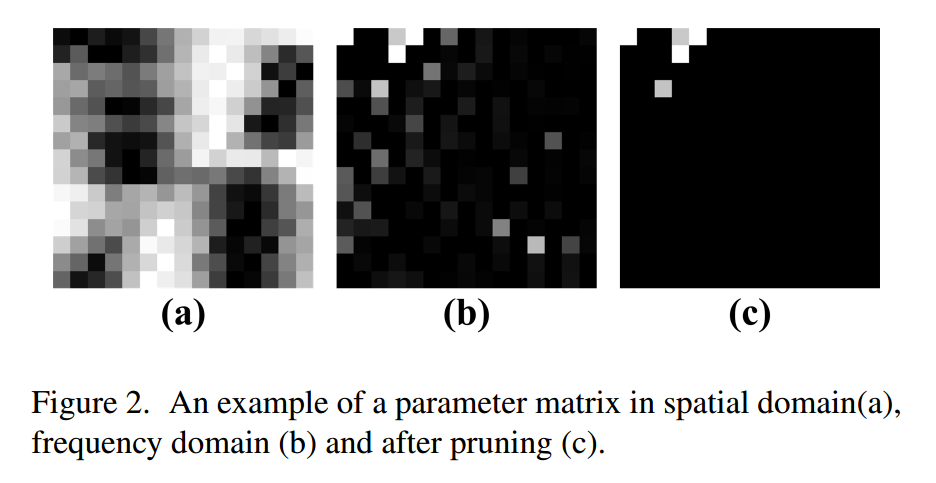 (a) (b) (c)
Figure 2. An example of a parameter matrix in spatial domain(a),
frequency domain (b) and after pruning (c).